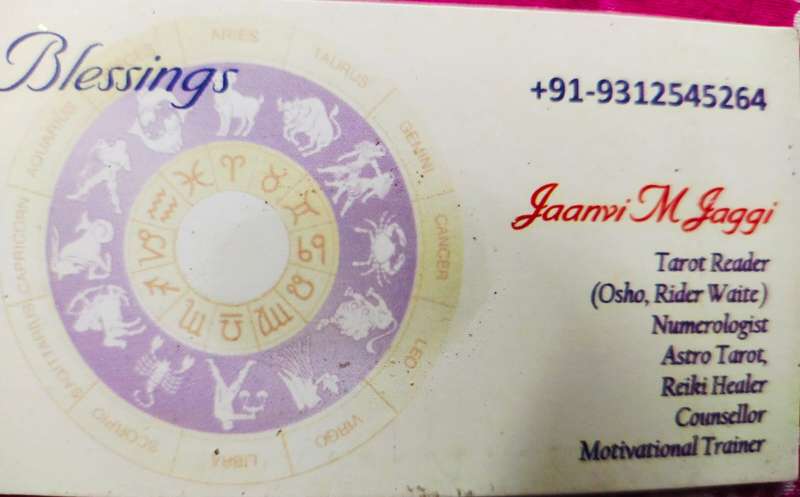 Blessings
+91-9312545264
Jaanvi M Jaggi
Tarot Reader
(Osho, Rider Waite)
Numerologist
Astro Tarot,
Reiki Healer
Counsellor
Motivational Trainer
ARIES
TAURUS
GEMINI
CANCER
LEO
VIRGO
LIBRA
SCORPIO
SAGITTARIUS
CAPRICORN
AQUARIUS